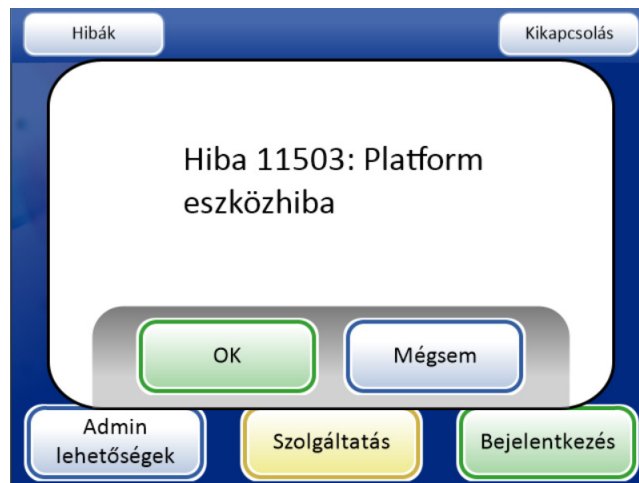 Hibák
Kikapcsolás
Hiba 11503: Platform
eszközhiba
OK
Mégsem
Admin
lehetőségek
Szolgáltatás
Bejelentkezés